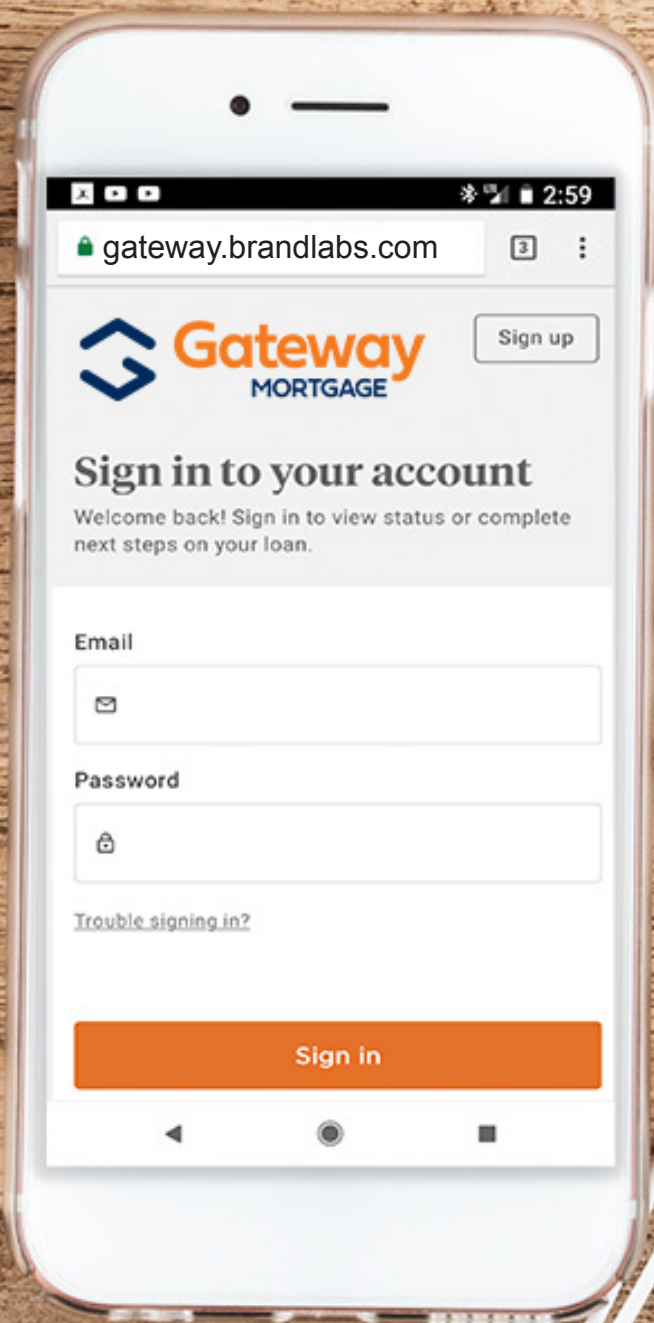 2:59
gateway.brandlabs.com
3
Gateway
MORTGAGE
Sign up
Sign in to your account
Welcome back! Sign in to view status or complete
next steps on your loan.
Email
Password
Trouble signing in?
Sign in